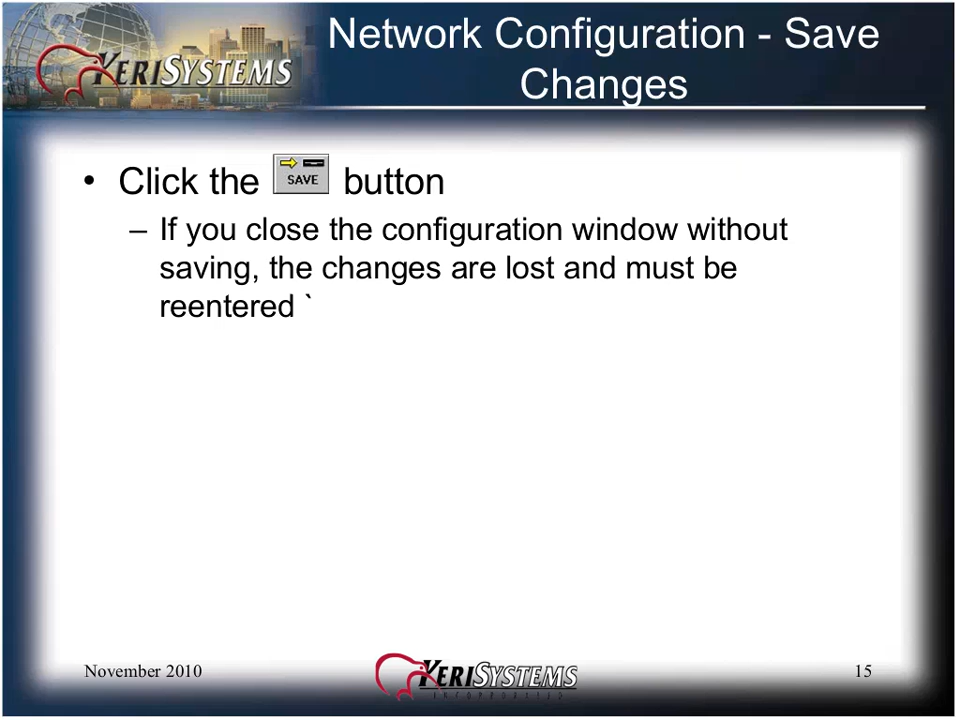 KERISYSTEMS
Network Configuration - Save
Changes
• Click the SAVE button
– If you close the configuration window without
saving, the changes are lost and must be
reentered `
November 2010
KERISYSTEMS
INCORPORATED
15